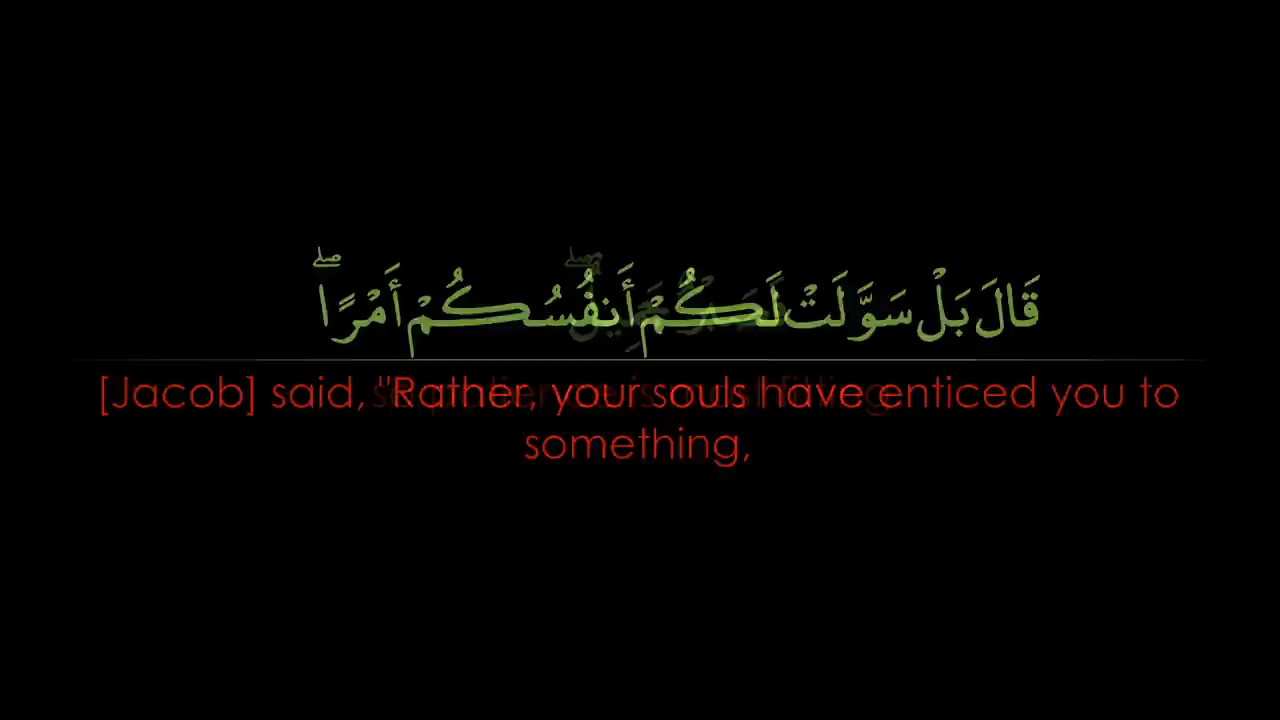 قَالَ بَلْ سَوَّلَتْ لَكُمْ أَنفُسُكُمْ أَمْرًا ۖ
[Jacob] said, "Rather, your souls have enticed you to
something,